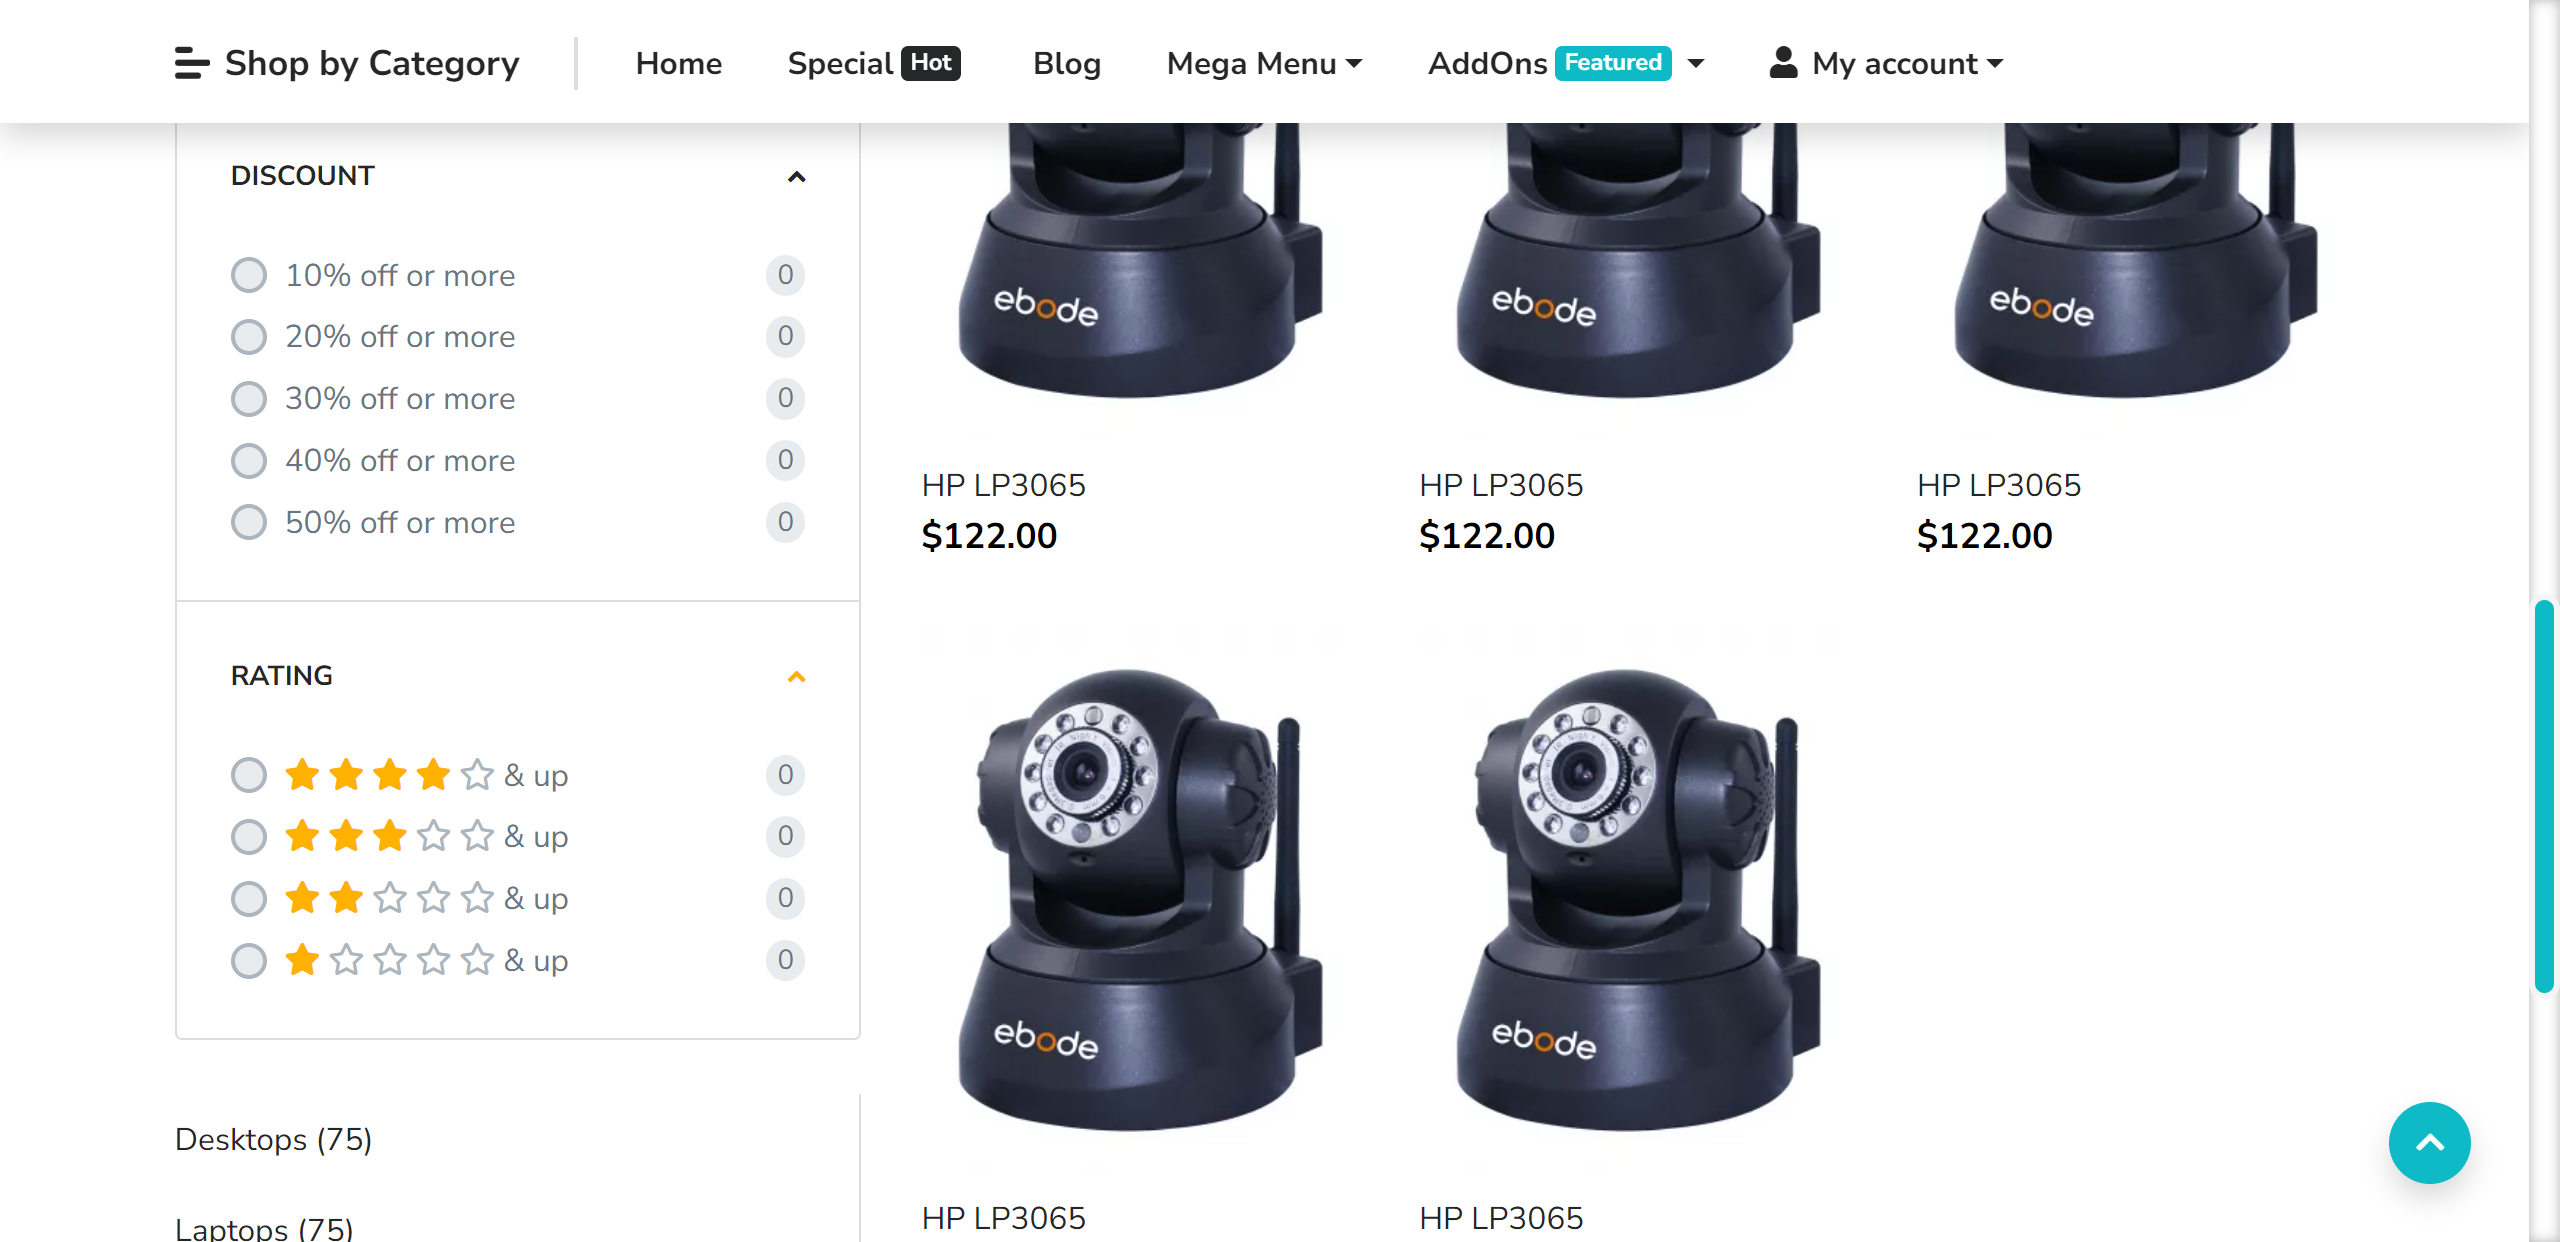 Shop by Category
Home
Special Hot
Blog
Mega Menu
AddOns Featured
My account
DISCOUNT
10% off or more 0
20% off or more 0
30% off or more 0
40% off or more 0
50% off or more 0
RATING
& up 0
& up 0
& up 0
& up 0
Desktops (75)
Laptops (75)
ebode
ebode
ebode
HP LP3065
$122.00
HP LP3065
$122.00
HP LP3065
$122.00
ebode
ebode
HP LP3065
HP LP3065